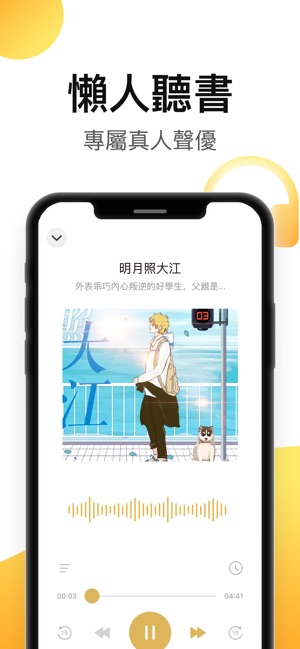 懶人聽書
專屬真人聲優
明月照大江
外表乖巧內心叛逆的好學生，父親是...
照
大
江
03
00:03
04:41
15
15